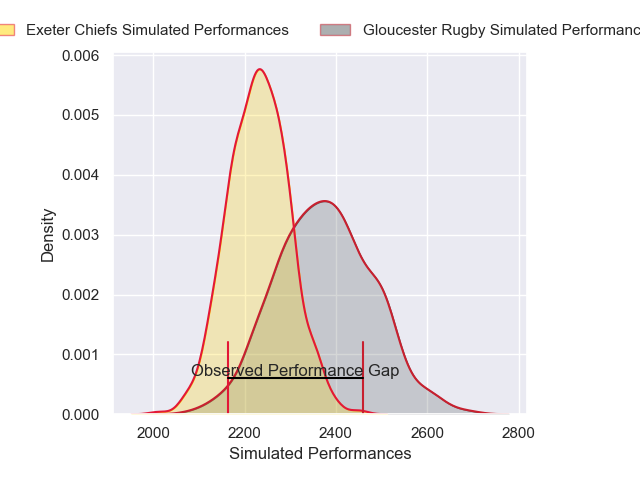 Exeter Chiefs Simulated Performances
Gloucester Rugby Simulated
0.006
0.005
0.004
0.003
0.002
0.001
0.000
Density
Observed Performance Gap
2000
2200
2400
2600
2800
Simulated Performances